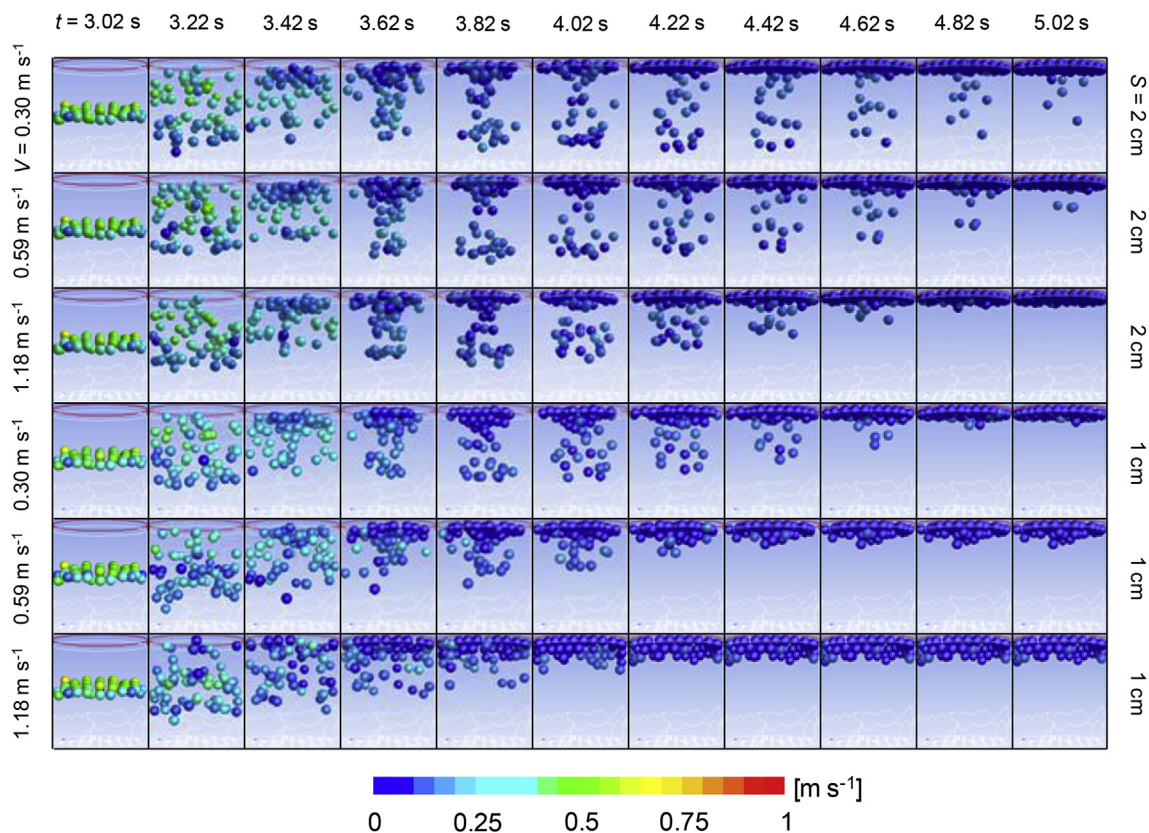 t = 3.02 s 3.22 s 3.42 s 3.62 s 3.82 s 4.02 s 4.22 s 4.42 s 4.62 s 4.82 s 5.02 s
V = 0.30 m s⁻¹
S = 2 cm
0.59 m s⁻¹
2 cm
1.18 m s⁻¹
2 cm
0.30 m s⁻¹
1 cm
0.59 m s⁻¹
1 cm
1.18 m s⁻¹
1 cm
[m s⁻¹]
0 0.25 0.5 0.75 1